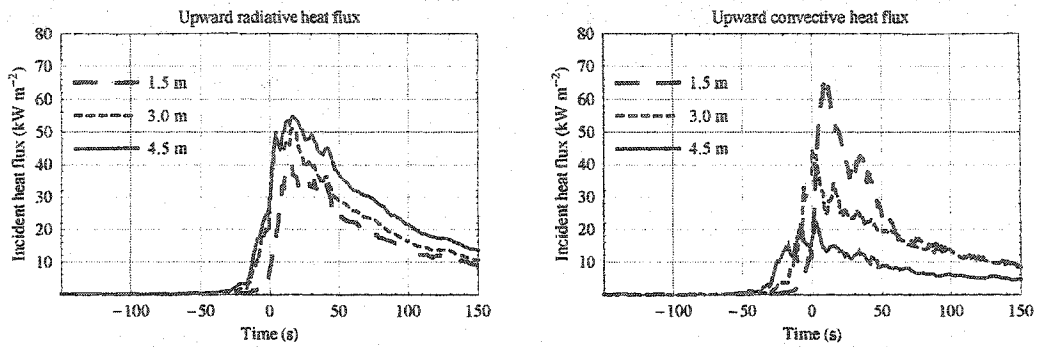 Upward radiative heat flux
Incident heat flux (kW m−2)
80
70
60
50
40
30
20
10
1.5 m
3.0 m
4.5 m
−100
−50
0
50
100
150
Time (s)
Upward convective heat flux
Incident heat flux (kW m−2)
80
70
60
50
40
30
20
10
1.5 m
3.0 m
4.5 m
−100
−50
0
50
100
150
Time (s)